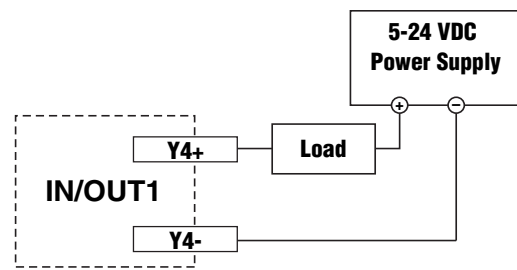 5-24 VDC
Power Supply
+ −
Y4+
Load
IN/OUT1
Y4-